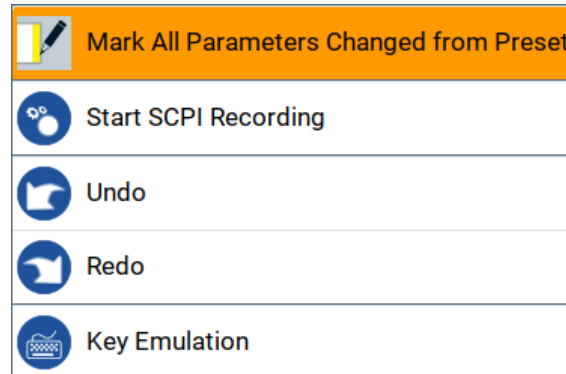 Mark All Parameters Changed from Preset
Start SCPI Recording
Undo
Redo
Key Emulation